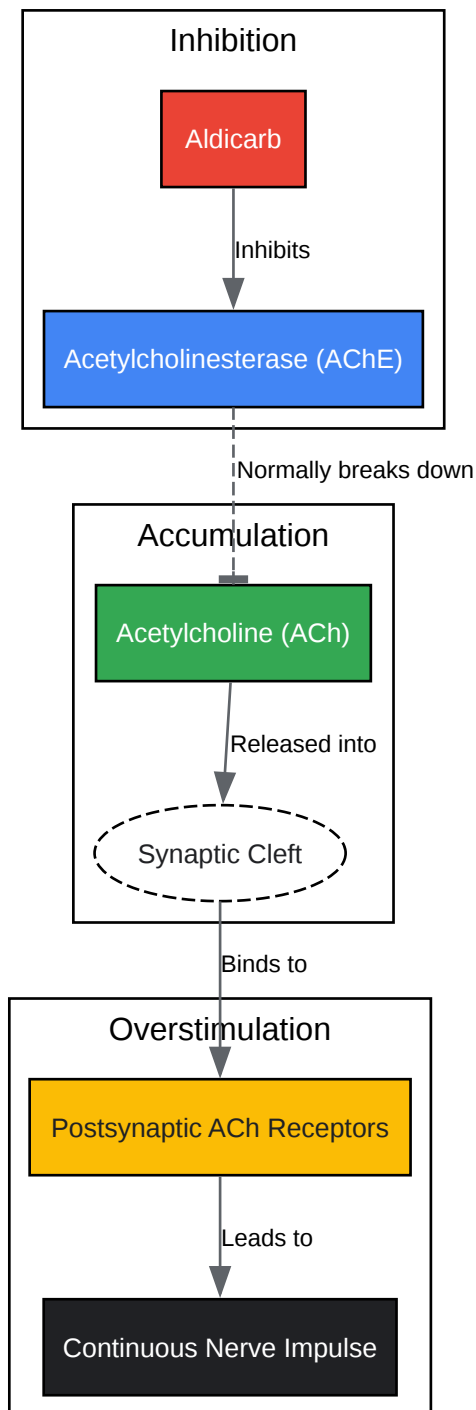 Inhibition
Aldicarb
Inhibits
Acetylcholinesterase (AChE)
Normally breaks down
Accumulation
Acetylcholine (ACh)
Released into
Synaptic Cleft
Binds to
Overstimulation
Postsynaptic ACh Receptors
Leads to
Continuous Nerve Impulse